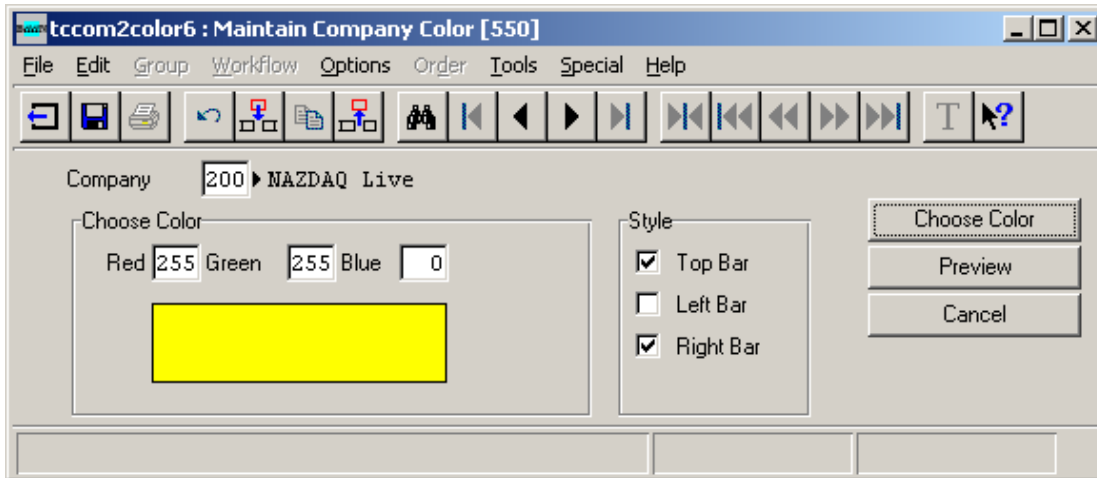 tccom2color6 : Maintain Company Color [550]
File Edit Group Workflow Options Order Tools Special Help
T ?
Company 200 NAZDAQ Live
Choose Color
Red 255 Green 255 Blue 0
Style
Top Bar
Left Bar
Right Bar
Choose Color
Preview
Cancel